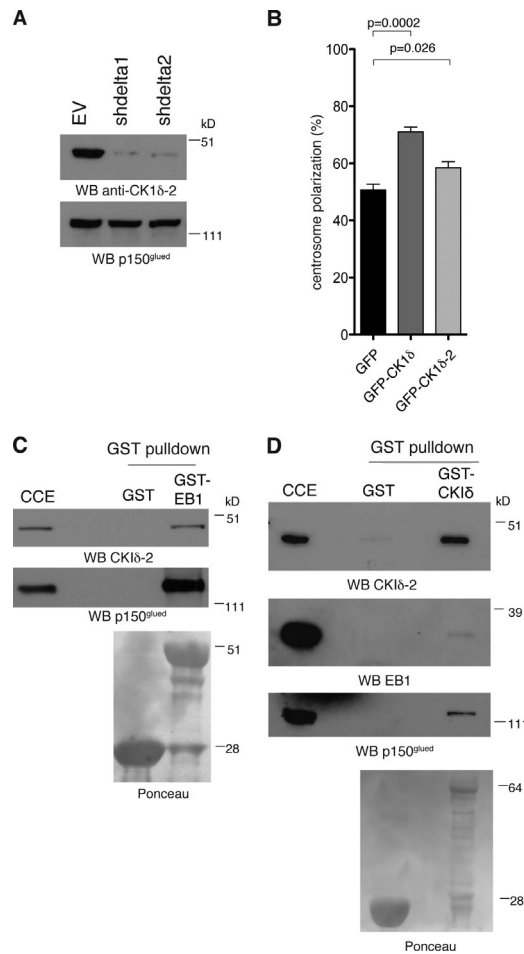 A
EV
shdelta1
shdelta2
kD
51
WB anti-CK1δ-2
111
WB p150glued
B
p=0.0002
p=0.026
centrosome polarization (%)
100
80
60
40
20
0
GFP
GFP-CK1δ
GFP-CK1δ-2
C
GST pulldown
CCE
GST
GST-
EB1
kD
51
WB CKIδ-2
111
WB p150glued
51
28
Ponceau
D
GST pulldown
CCE
GST
GST-
CKIδ
kD
51
WB CKIδ-2
39
WB EB1
111
WB p150glued
64
28
Ponceau